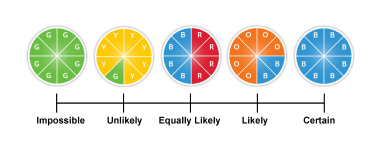 G G Y Y B R O O B B
G G Y Y B R O O B B
G G Y Y B R O B B B
G G G Y B R O B B B
Impossible Unlikely Equally Likely Likely Certain